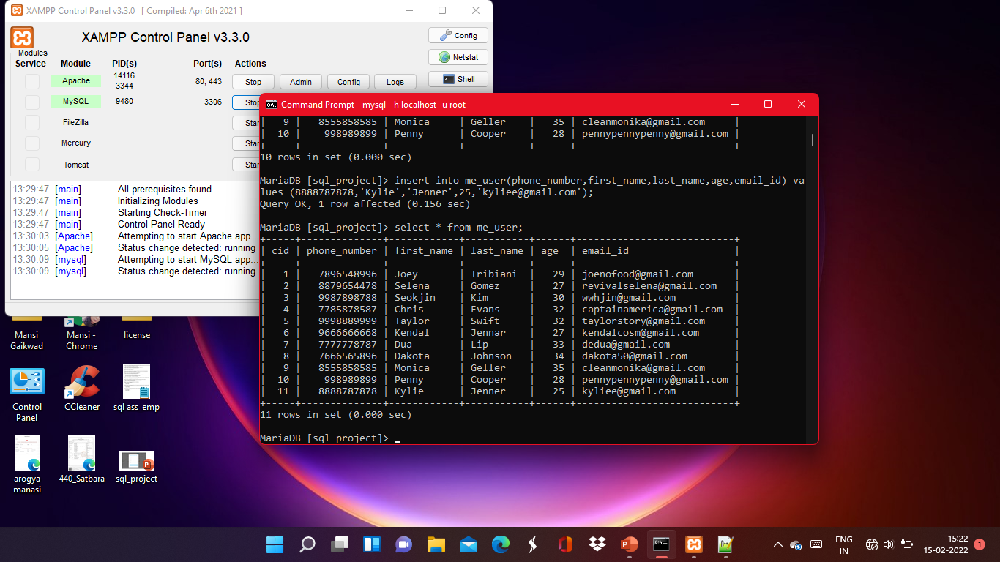 XAMPP Control Panel v3.3.0 [ Compiled: Apr 6th 2021 ]
XAMPP Control Panel v3.3.0
Config
Netstat
Shell
Modules
Service Module PID(s) Port(s) Actions
Apache 14116 3344 80, 443 Stop Admin Config Logs
MySQL 9480 3306
FileZilla
Mercury
Tomcat
13:29:47 [main] All prerequisites found
13:29:47 [main] Initializing Modules
13:29:47 [main] Starting Check-Timer
13:29:47 [main] Control Panel Ready
13:30:03 [Apache] Attempting to start Apache app...
13:30:05 [Apache] Status change detected: running
13:30:09 [mysql] Attempting to start MySQL app...
13:30:09 [mysql] Status change detected: running
Command Prompt - mysql -h localhost -u root
| 9 | 8555858585 | Monica | Geller | 35 | cleanmonika@gmail.com |
| 10 | 998989899 | Penny | Cooper | 28 | pennypennypenny@gmail.com |
+-----+--------------+------------+-----------+------+---------------------------+
10 rows in set (0.000 sec)
MariaDB [sql_project]> insert into me_user(phone_number,first_name,last_name,age,email_id) va
lues (8888787878,'Kylie','Jenner',25,'kyliee@gmail.com');
Query OK, 1 row affected (0.156 sec)
MariaDB [sql_project]> select * from me_user;
+-----+--------------+------------+-----------+------+---------------------------+
| cid | phone_number | first_name | last_name | age | email_id |
+-----+--------------+------------+-----------+------+---------------------------+
| 1 | 7896548996 | Joey | Tribiani | 29 | joenofood@gmail.com |
| 2 | 8879654478 | Selena | Gomez | 27 | revivalselena@gmail.com |
| 3 | 9987898788 | Seokjin | Kim | 30 | wwhjin@gmail.com |
| 4 | 7785878587 | Chris | Evans | 32 | captainamerica@gmail.com |
| 5 | 9998889999 | Taylor | Swift | 32 | taylorstory@gmail.com |
| 6 | 9666666668 | Kendal | Jennar | 27 | kendalcosm@gmail.com |
| 7 | 7777778787 | Dua | Lip | 33 | dedua@gmail.com |
| 8 | 7666565896 | Dakota | Johnson | 34 | dakota50@gmail.com |
| 9 | 8555858585 | Monica | Geller | 35 | cleanmonika@gmail.com |
| 10 | 998989899 | Penny | Cooper | 28 | pennypennypenny@gmail.com |
| 11 | 8888787878 | Kylie | Jenner | 25 | kyliee@gmail.com |
+-----+--------------+------------+-----------+------+---------------------------+
11 rows in set (0.000 sec)
MariaDB [sql_project]>
Mansi Gaikwad
Mansi - Chrome
license
Control Panel
CCleaner
sql ass_emp
arogya manasi
440_Satbara
sql_project
ENG
IN
15:22
15-02-2022
1